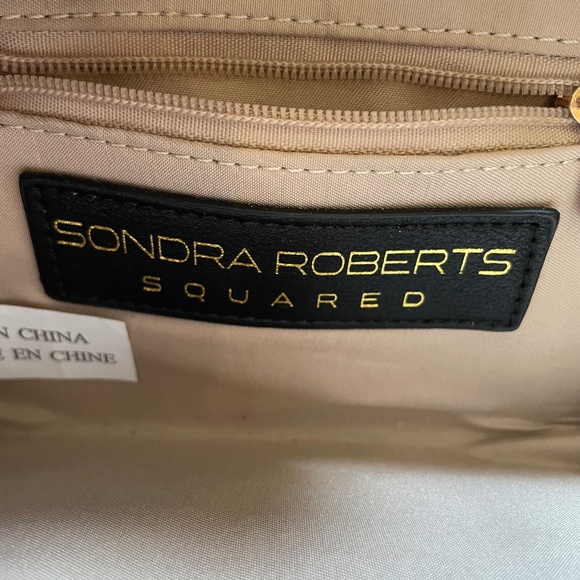 SONDRA ROBERTS
SQUARED
N CHINA
E EN CHINE